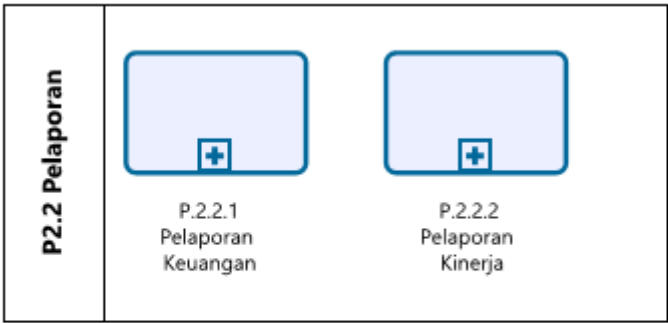 P2.2 Pelaporan
P.2.2.1
Pelaporan
Keuangan
P.2.2.2
Pelaporan
Kinerja